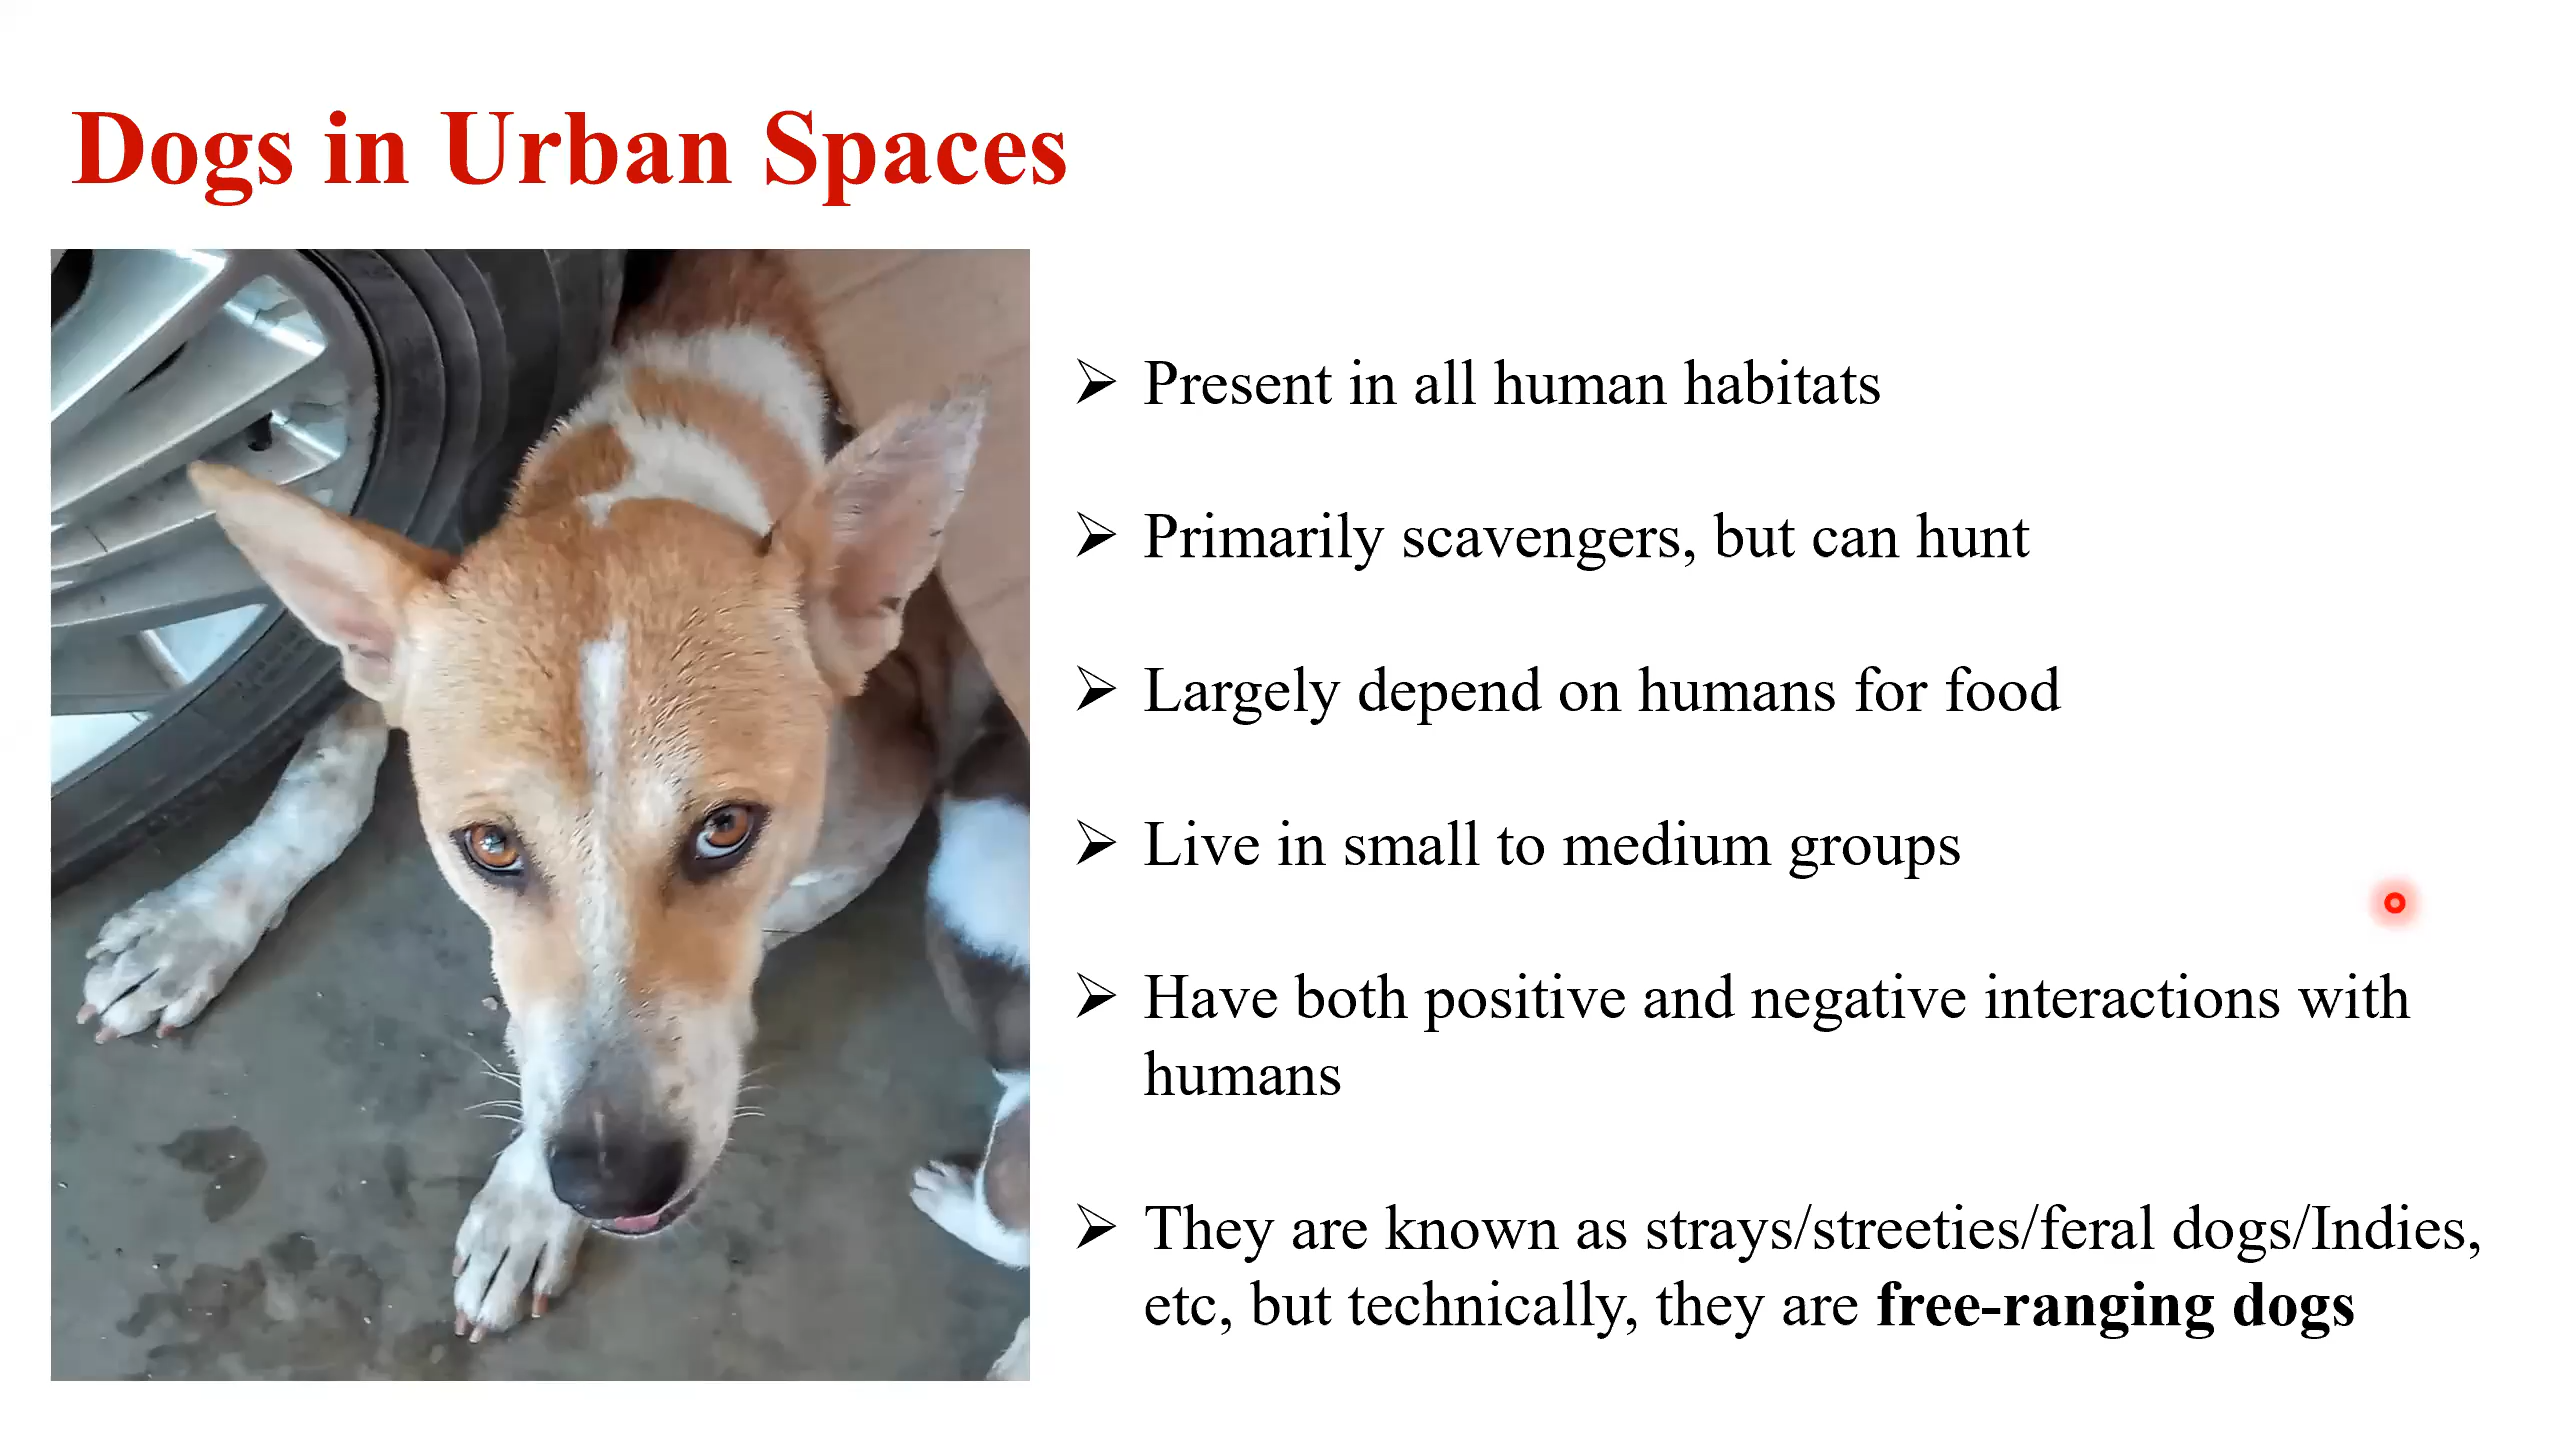 Dogs in Urban Spaces
➢ Present in all human habitats
➢ Primarily scavengers, but can hunt
➢ Largely depend on humans for food
➢ Live in small to medium groups
➢ Have both positive and negative interactions with
humans
➢ They are known as strays/streeties/feral dogs/Indies,
etc, but technically, they are free-ranging dogs